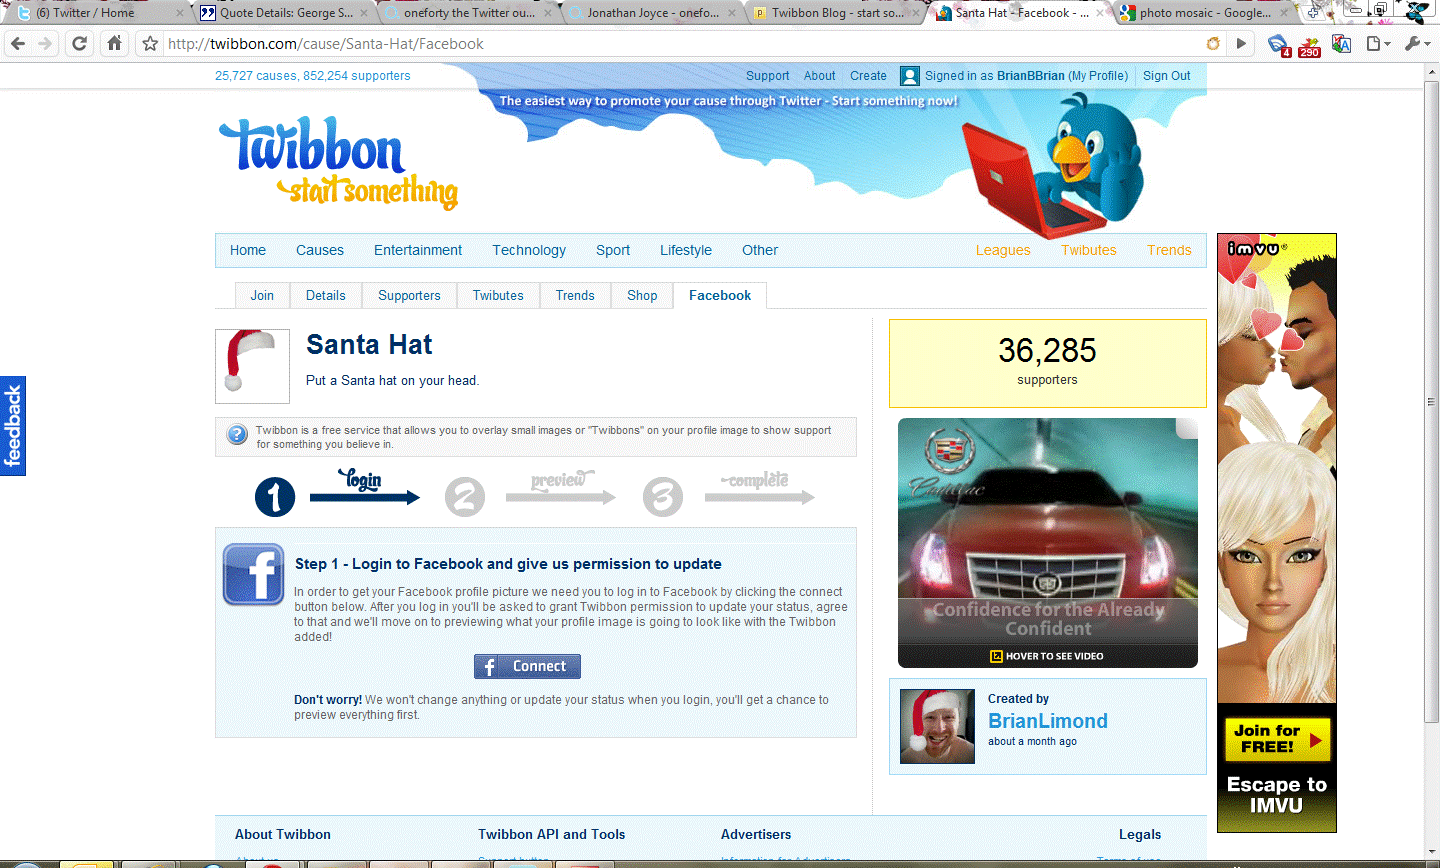 (6) Twitter / Home
Quote Details: George S...
oneforty the Twitter ou...
Jonathan Joyce - onefo...
Twibbon Blog - start so...
Santa Hat - Facebook - ...
photo mosaic - Google...
http://twibbon.com/cause/Santa-Hat/Facebook
4
290
25,727 causes, 852,254 supporters
Support About Create Signed in as BrianBBrian (My Profile) Sign Out
The easiest way to promote your cause through Twitter - Start something now!
twibbon
start something
Home Causes Entertainment Technology Sport Lifestyle Other Leagues Twibutes Trends
Join Details Supporters Twibutes Trends Shop Facebook
Santa Hat
Put a Santa hat on your head.
Twibbon is a free service that allows you to overlay small images or "Twibbons" on your profile image to show support
for something you believe in.
1 login 2 preview 3 complete
Step 1 - Login to Facebook and give us permission to update
In order to get your Facebook profile picture we need you to log in to Facebook by clicking the connect
button below. After you log in you'll be asked to grant Twibbon permission to update your status, agree
to that and we'll move on to previewing what your profile image is going to look like with the Twibbon
added!
f Connect
Don't worry! We won't change anything or update your status when you login, you'll get a chance to
preview everything first.
feedback
36,285
supporters
Cadillac
Confidence for the Already
Confident
HOVER TO SEE VIDEO
Created by
BrianLimond
about a month ago
imvu
Join for
FREE!
Escape to
IMVU
About Twibbon Twibbon API and Tools Advertisers Legals
About us Support button Information for Advertisers Terms of use